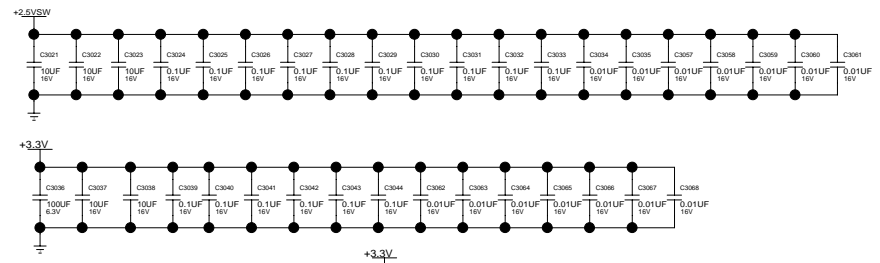 +2.5VSW
C3021 C3022 C3023 C3024 C3025 C3026 C3027 C3028 C3029 C3030 C3031 C3032 C3033 C3034 C3035 C3057 C3058 C3059 C3060 C3061
10UF 10UF 10UF 0.1UF 0.1UF 0.1UF 0.1UF 0.1UF 0.1UF 0.1UF 0.1UF 0.1UF 0.1UF 0.01UF 0.01UF 0.01UF 0.01UF 0.01UF 0.01UF 0.01UF
16V 16V 16V 16V 16V 16V 16V 16V 16V 16V 16V 16V 16V 16V 16V 16V 16V 16V 16V 16V
+3.3V
C3036 C3037 C3038 C3039 C3040 C3041 C3042 C3043 C3044 C3062 C3063 C3064 C3065 C3066 C3067 C3068
100UF 10UF 10UF 0.1UF 0.1UF 0.1UF 0.1UF 0.1UF 0.1UF 0.01UF 0.01UF 0.01UF 0.01UF 0.01UF 0.01UF 0.01UF
6.3V 16V 16V 16V 16V 16V 16V 16V 16V 16V 16V 16V 16V 16V 16V 16V
+3.3V